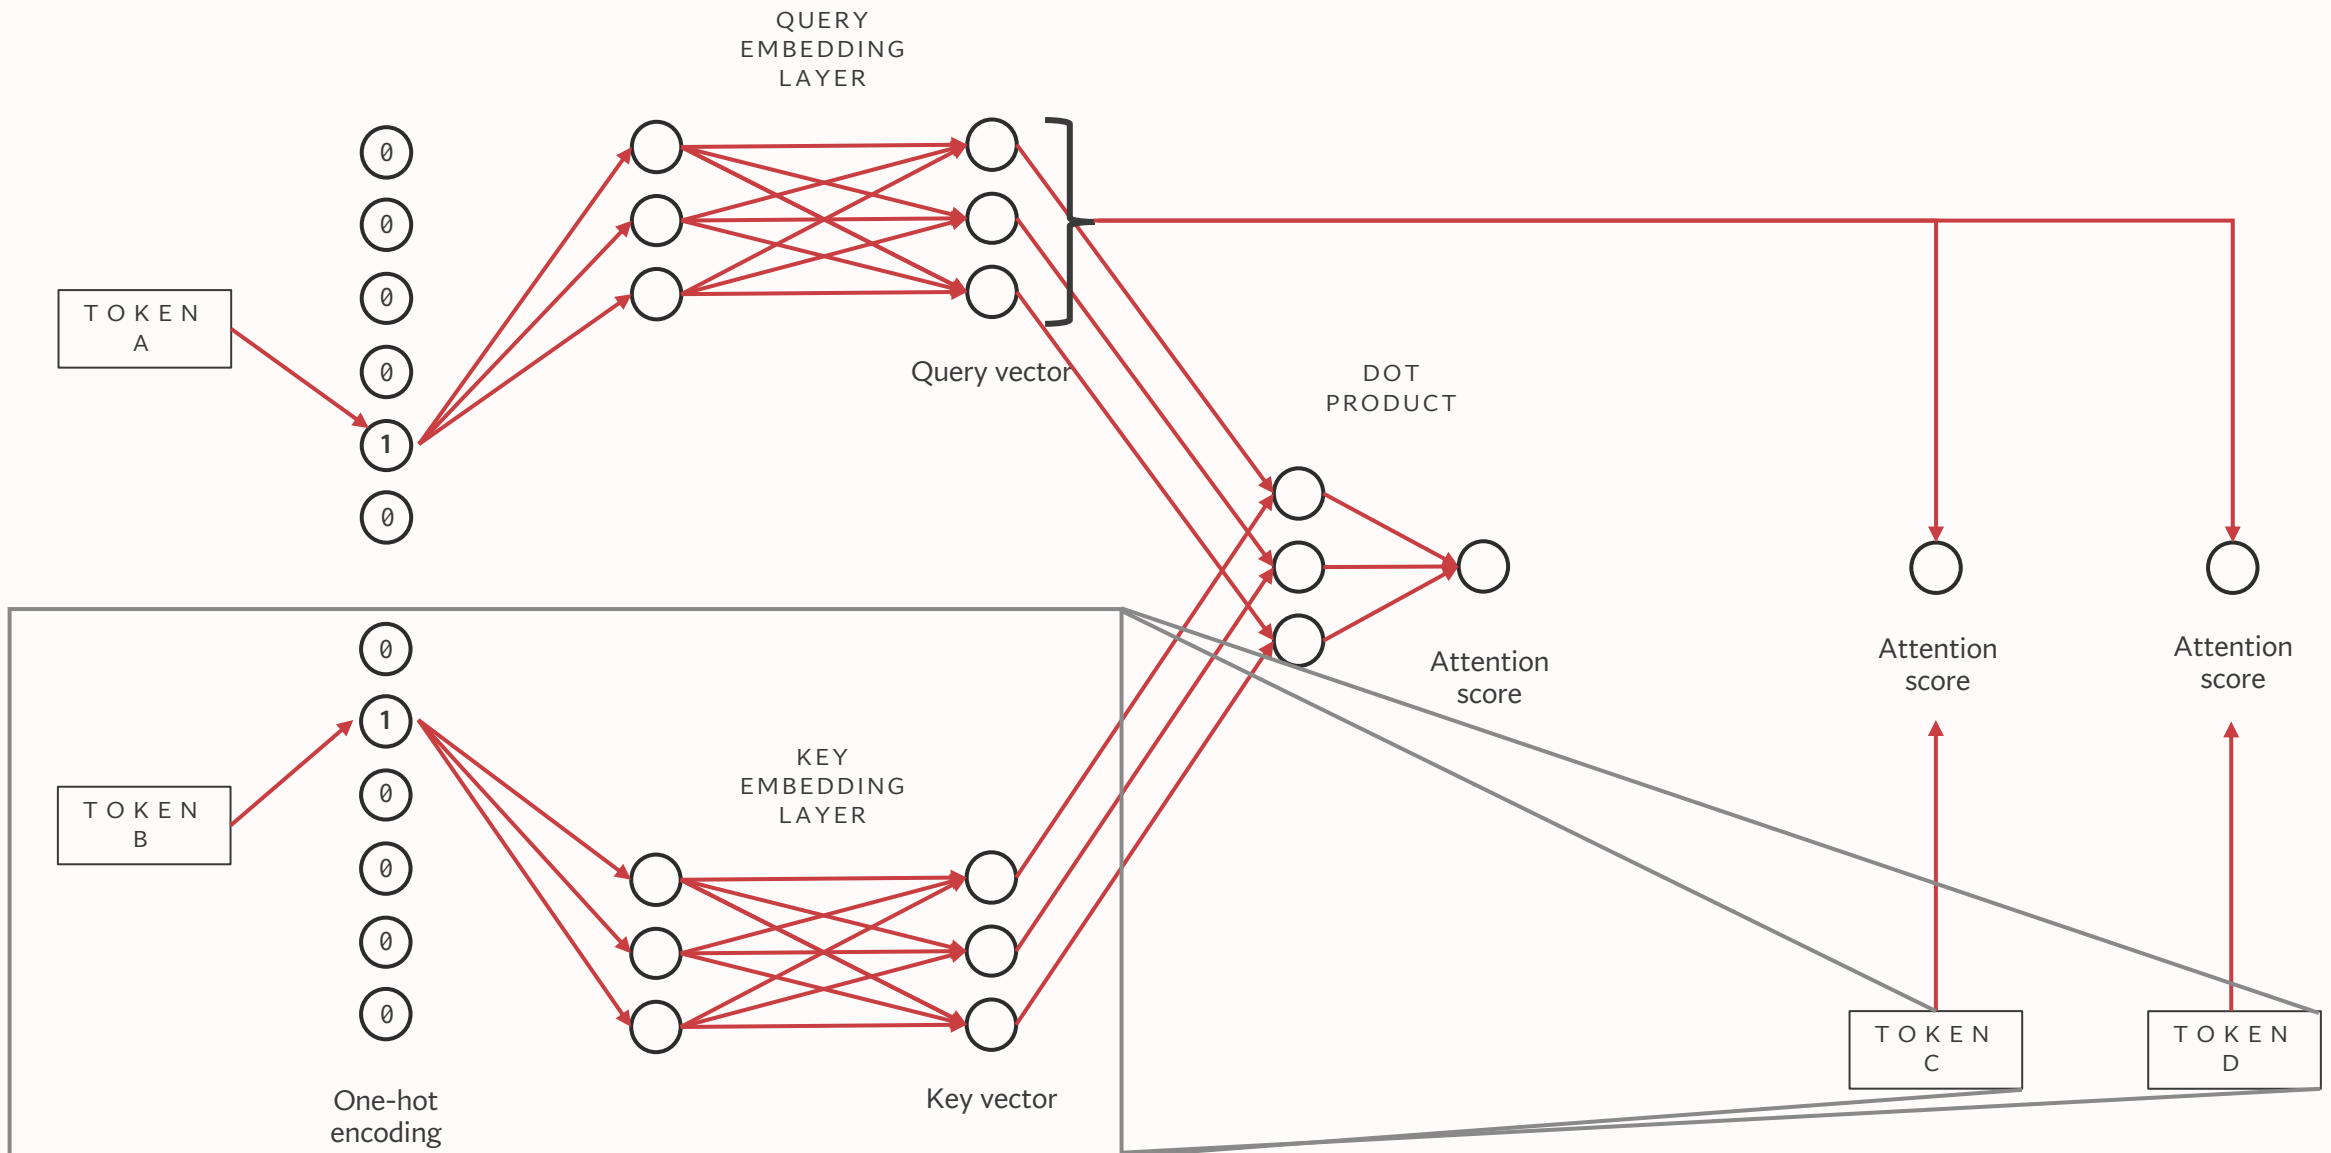 QUERY
EMBEDDING
LAYER
0
0
0
0
1
0
TOKEN
A
Query vector
DOT
PRODUCT
Attention
score
Attention
score
Attention
score
0
1
0
0
0
0
TOKEN
B
KEY
EMBEDDING
LAYER
One-hot
encoding
Key vector
TOKEN
C
TOKEN
D